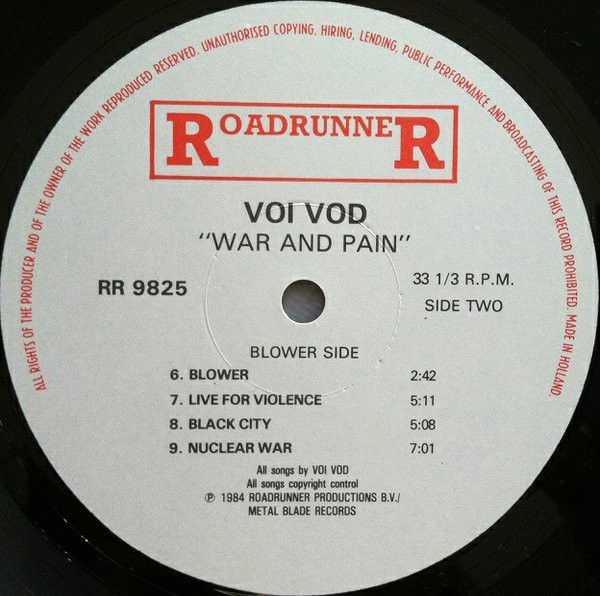 ALL RIGHTS OF THE PRODUCER AND OF THE OWNER OF THE WORK REPRODUCED RESERVED. UNAUTHORISED COPYING, HIRING, LENDING, PUBLIC PERFORMANCE AND BROADCASTING OF THIS RECORD PROHIBITED. MADE IN HOLLAND.
ROADRUNNER
VOI VOD
"WAR AND PAIN"
RR 9825
33 1/3 R.P.M.
SIDE TWO
BLOWER SIDE
6. BLOWER 2:42
7. LIVE FOR VIOLENCE 5:11
8. BLACK CITY 5:08
9. NUCLEAR WAR 7:01
All songs by VOI VOD
All songs copyright control
℗ 1984 ROADRUNNER PRODUCTIONS B.V./
METAL BLADE RECORDS